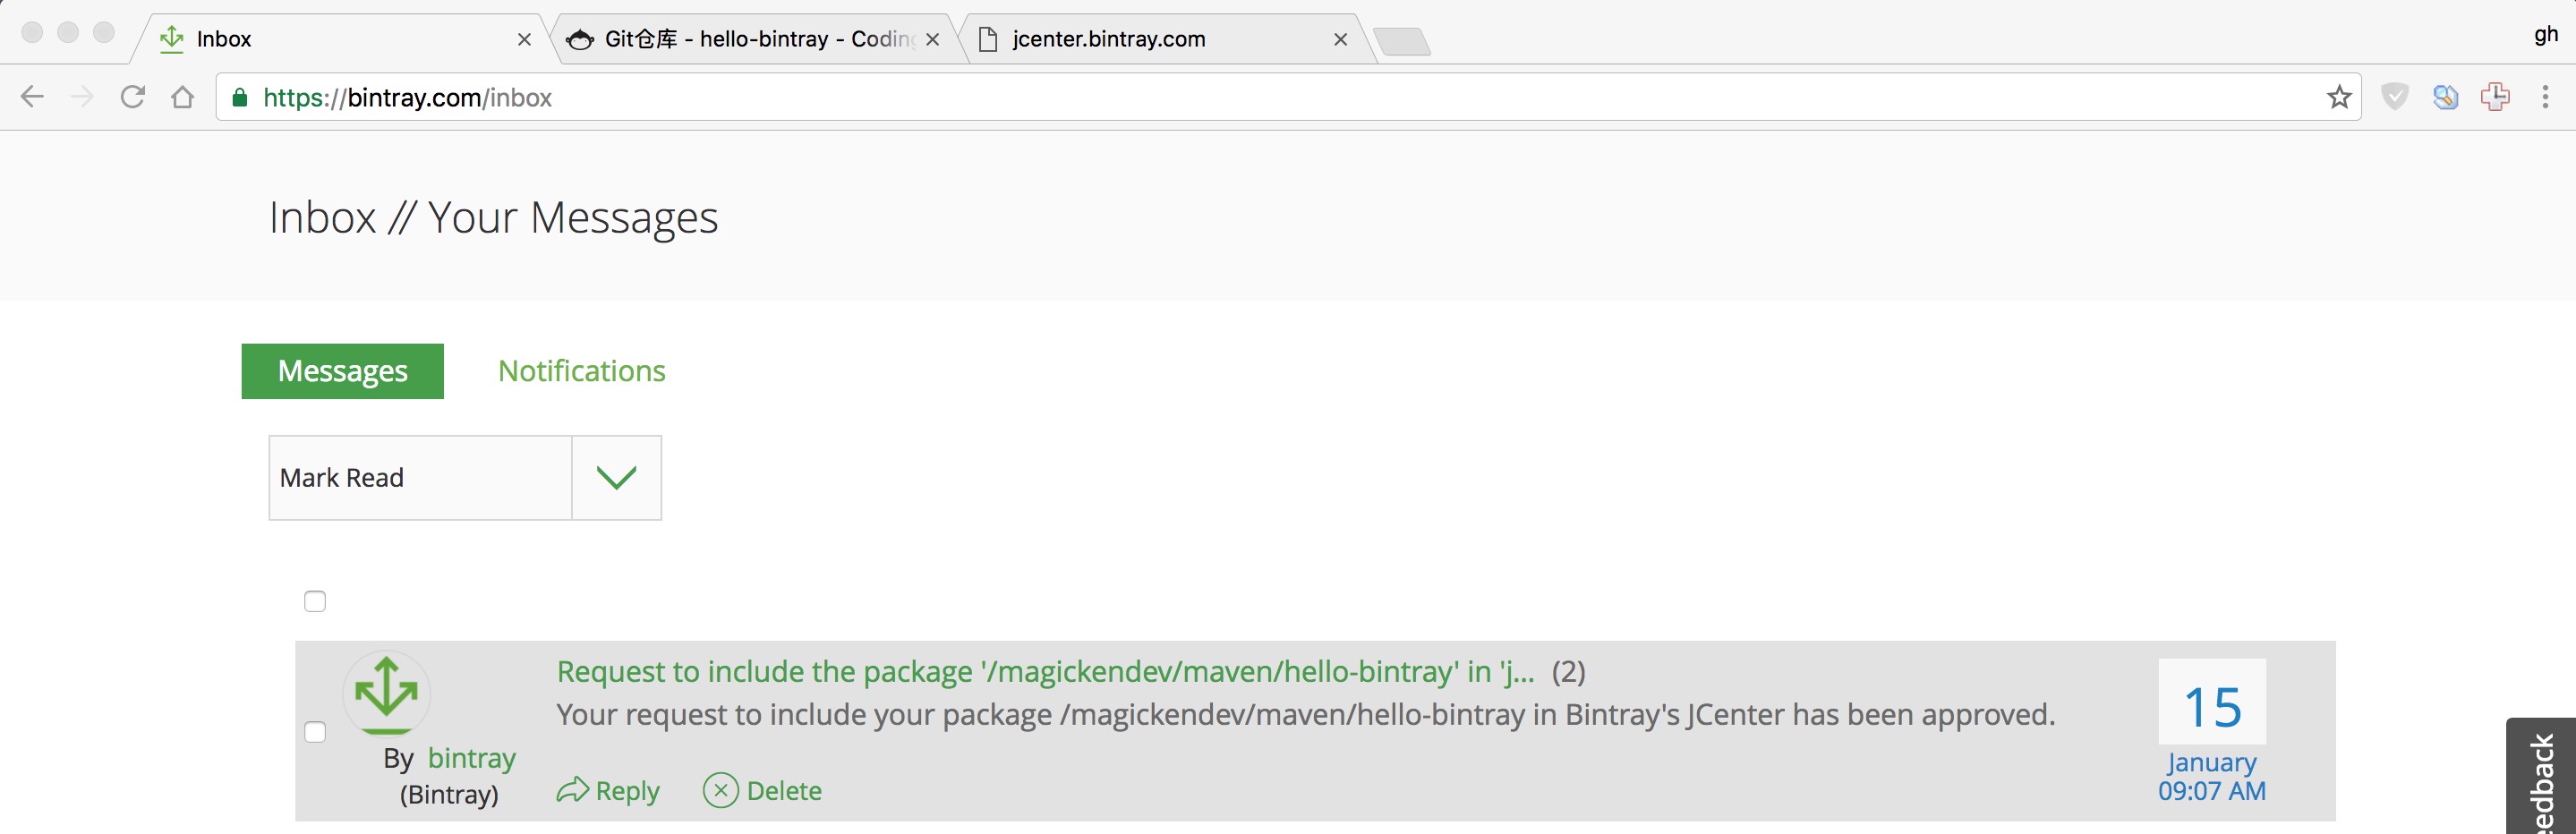 Inbox
Git仓库 - hello-bintray - Coding
jcenter.bintray.com
gh
https://bintray.com/inbox
Inbox // Your Messages
Messages
Notifications
Mark Read
Request to include the package '/magickendev/maven/hello-bintray' in 'j... (2)
Your request to include your package /magickendev/maven/hello-bintray in Bintray's JCenter has been approved.
By bintray
(Bintray)
Reply
Delete
15
January
09:07 AM
edback